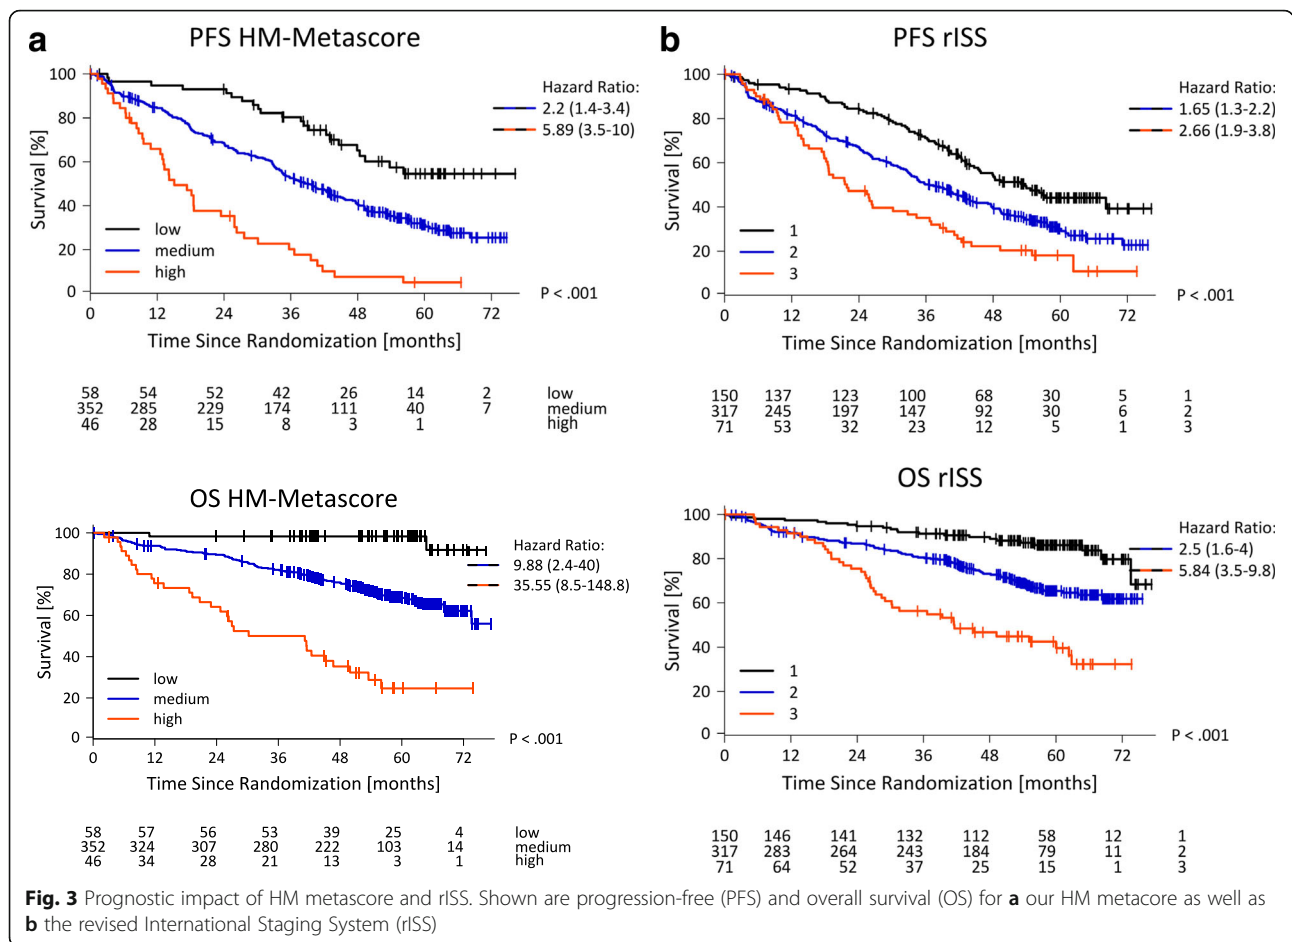 a
PFS HM-Metascore
Survival [%]
100
80
60
40
20
0
low
medium
high
Hazard Ratio:
2.2 (1.4-3.4)
5.89 (3.5-10)
P < .001
0 12 24 36 48 60 72
Time Since Randomization [months]
58 54 52 42 26 14 2 low
352 285 229 174 111 40 7 medium
46 28 15 8 3 1 high
b
PFS rISS
Survival [%]
100
80
60
40
20
0
1
2
3
Hazard Ratio:
1.65 (1.3-2.2)
2.66 (1.9-3.8)
P < .001
0 12 24 36 48 60 72
Time Since Randomization [months]
150 137 123 100 68 30 5 1
317 245 197 147 92 30 6 2
71 53 32 23 12 5 1 3
OS HM-Metascore
Survival [%]
100
80
60
40
20
0
low
medium
high
Hazard Ratio:
9.88 (2.4-40)
35.55 (8.5-148.8)
P < .001
0 12 24 36 48 60 72
Time Since Randomization [months]
58 57 56 53 39 25 4 low
352 324 307 280 222 103 14 medium
46 34 28 21 13 3 1 high
OS rISS
Survival [%]
100
80
60
40
20
0
1
2
3
Hazard Ratio:
2.5 (1.6-4)
5.84 (3.5-9.8)
P < .001
0 12 24 36 48 60 72
Time Since Randomization [months]
150 146 141 132 112 58 12 1
317 283 264 243 184 79 11 2
71 64 52 37 25 15 1 3
Fig. 3 Prognostic impact of HM metascore and rISS. Shown are progression-free (PFS) and overall survival (OS) for a our HM metacore as well as
b the revised International Staging System (rISS)